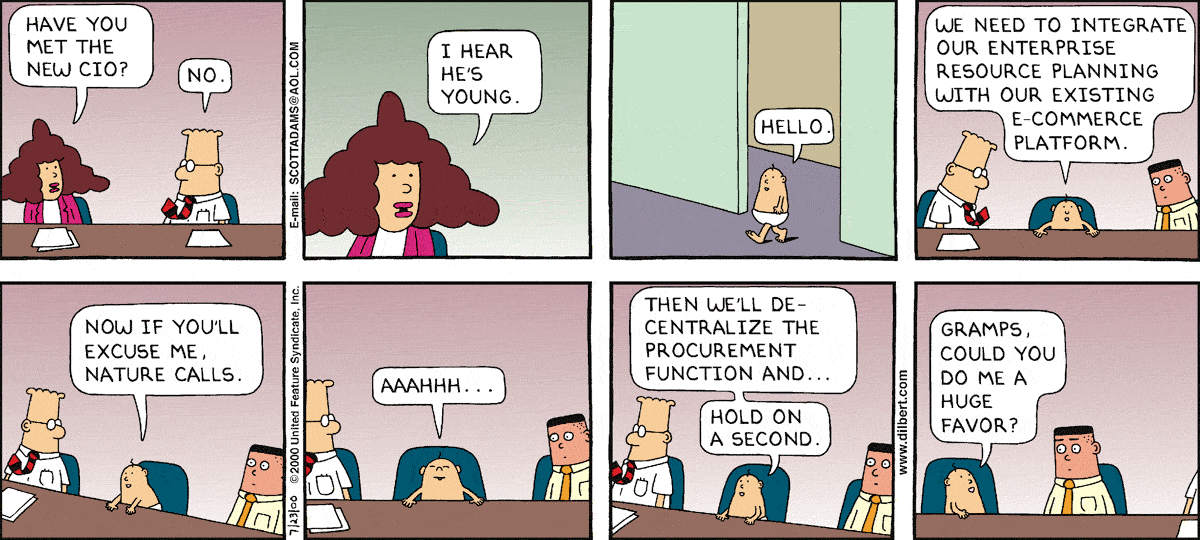 HAVE YOU
MET THE
NEW CIO?
NO.
E-mail: SCOTTADAMS@AOL.COM
I HEAR
HE'S
YOUNG.
HELLO.
WE NEED TO INTEGRATE
OUR ENTERPRISE
RESOURCE PLANNING
WITH OUR EXISTING
E-COMMERCE
PLATFORM.
NOW IF YOU'LL
EXCUSE ME,
NATURE CALLS.
7/23/00 ©2000 United Feature Syndicate, Inc.
AAAHHH...
THEN WE'LL DE-
CENTRALIZE THE
PROCUREMENT
FUNCTION AND...
HOLD ON
A SECOND.
www.dilbert.com
GRAMPS,
COULD YOU
DO ME A
HUGE
FAVOR?